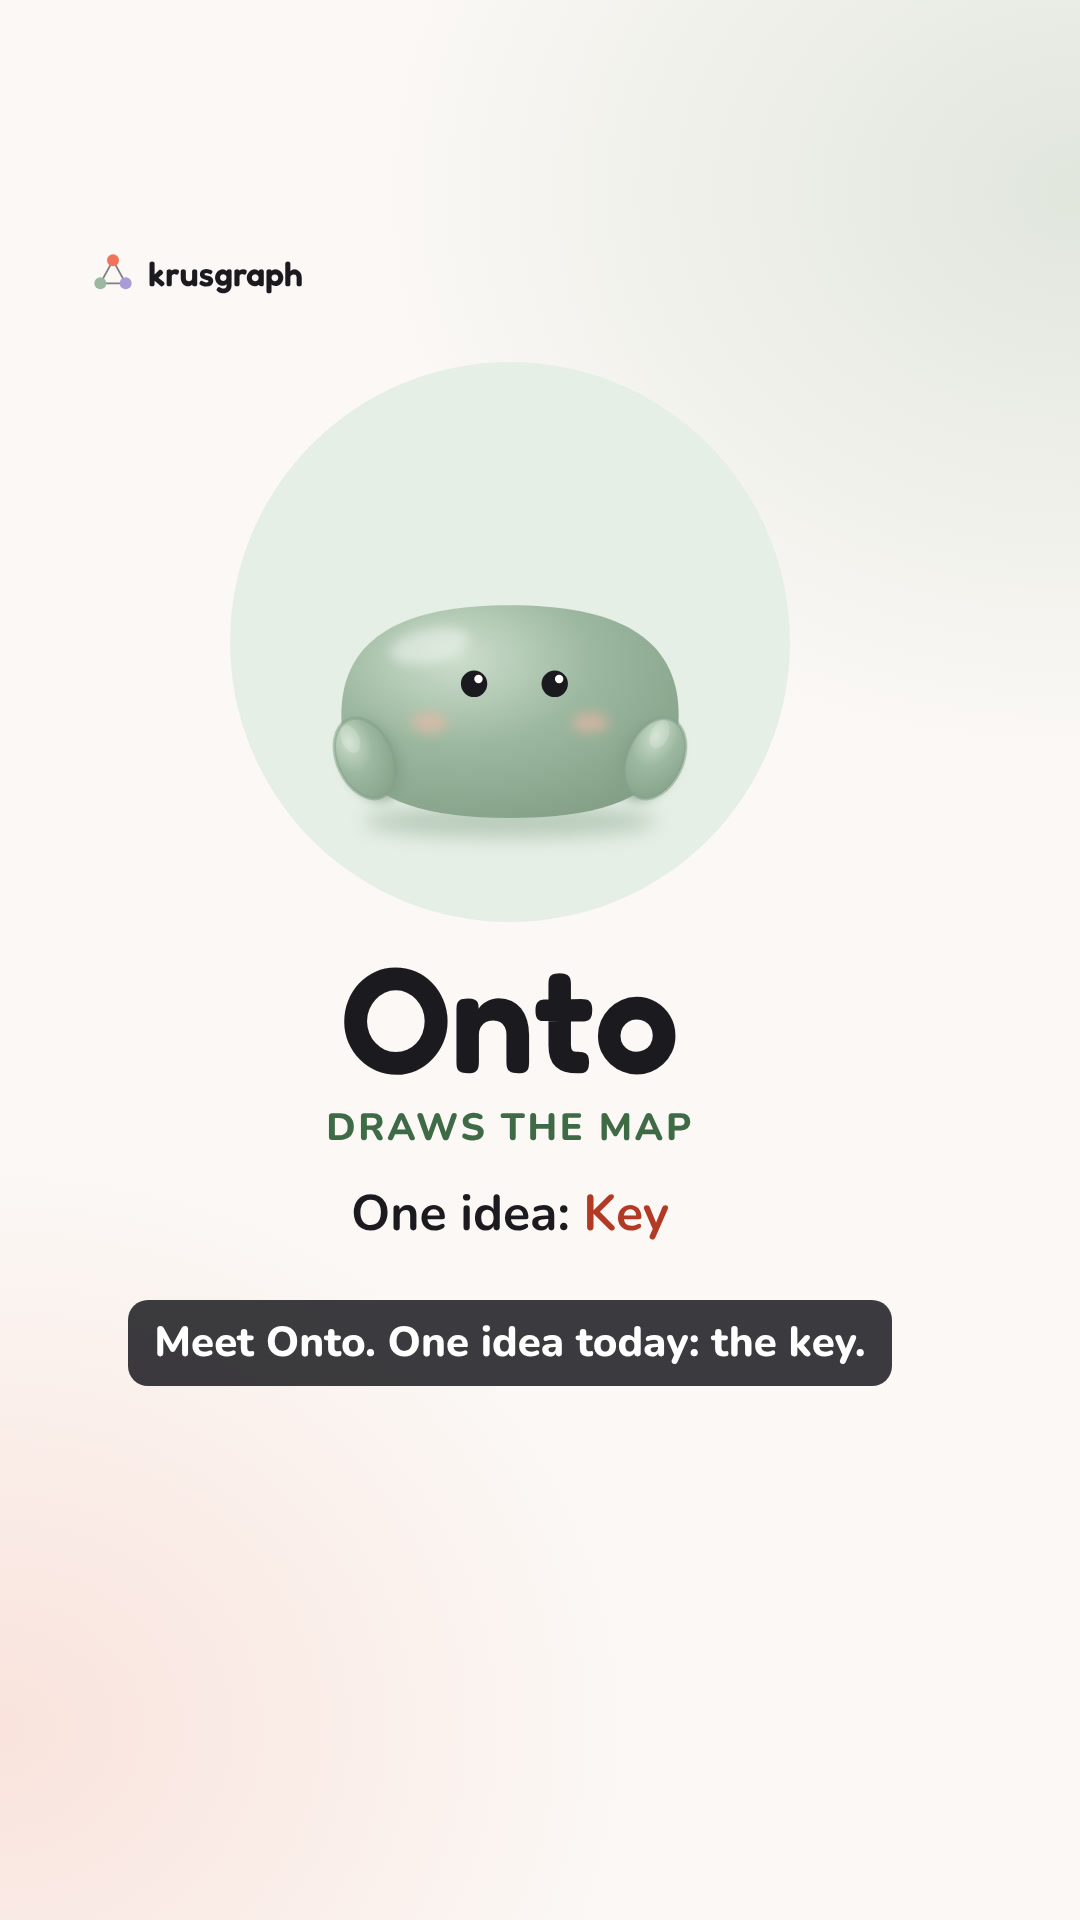 krusgraph
Onto
DRAWS THE MAP
One idea: Key
Meet Onto. One idea today: the key.